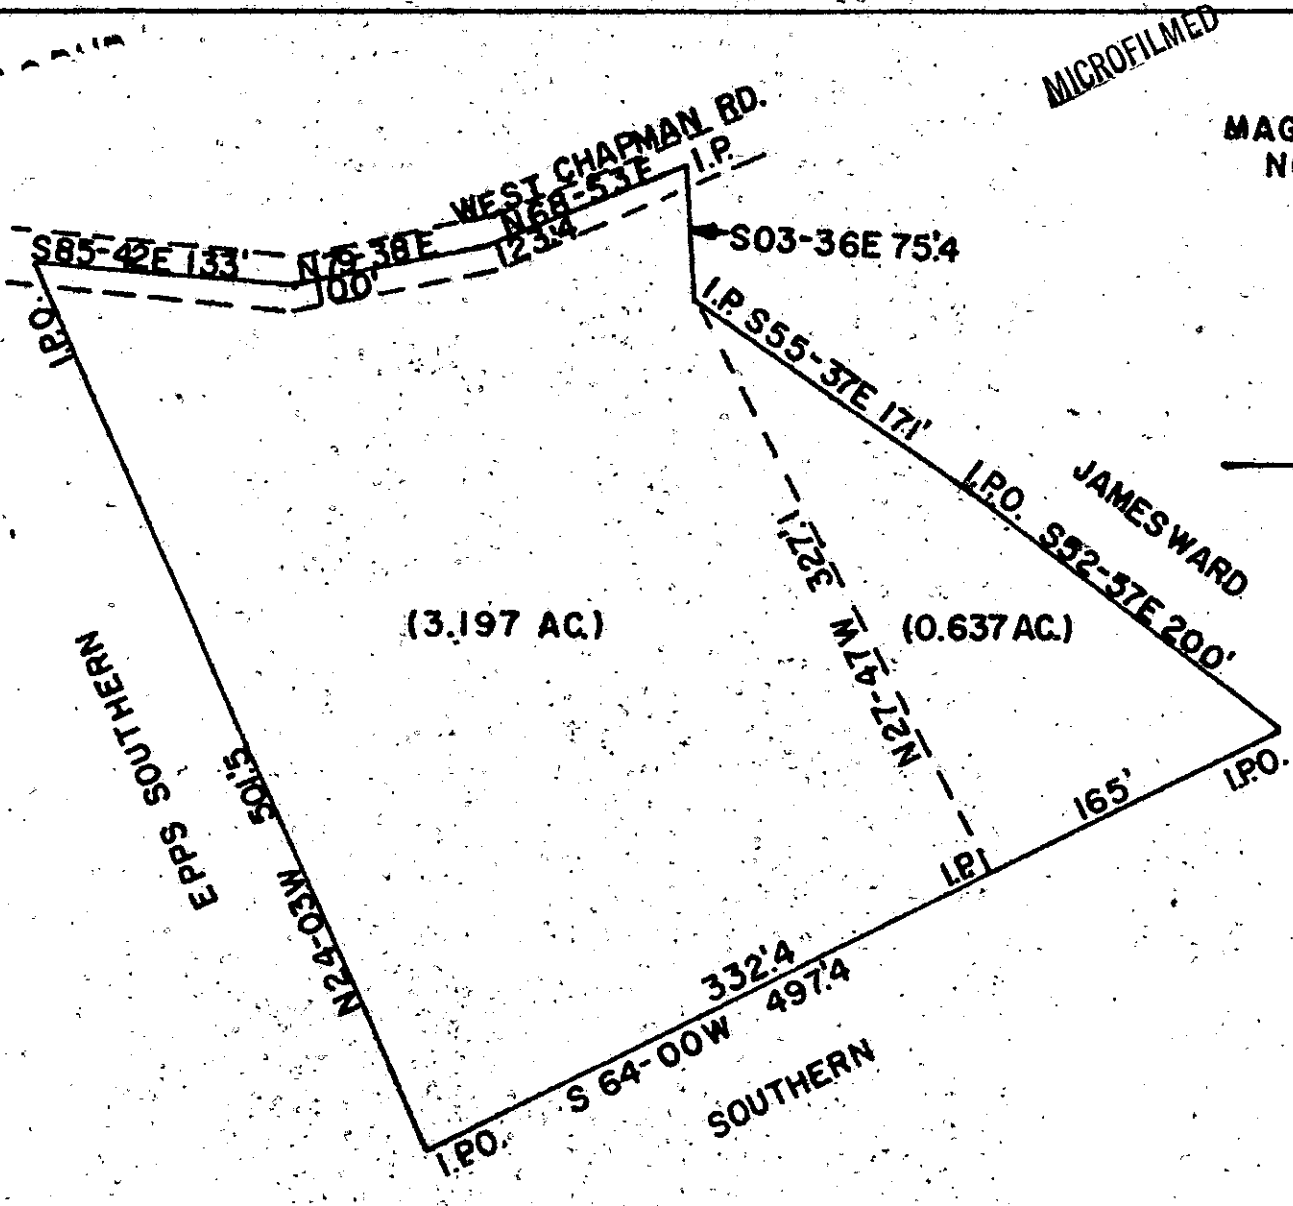 MICROFILMED
WEST CHAPMAN RD.
N68-53E
123'.4
I.P.
S85-42E 133'
N79-38E
100'
S03-36E 75'.4
I.P.O.
I.P. S55-37E 171'
I.P.O. S52-37E 200'
JAMES WARD
327'.1
N27-47W
(3.197 AC.)
(0.637 AC.)
EPPS SOUTHERN
501'.5
N24-03W
165'
I.P.O.
I.P.
332'.4
497'.4
S 64-00W
SOUTHERN
I.P.O.